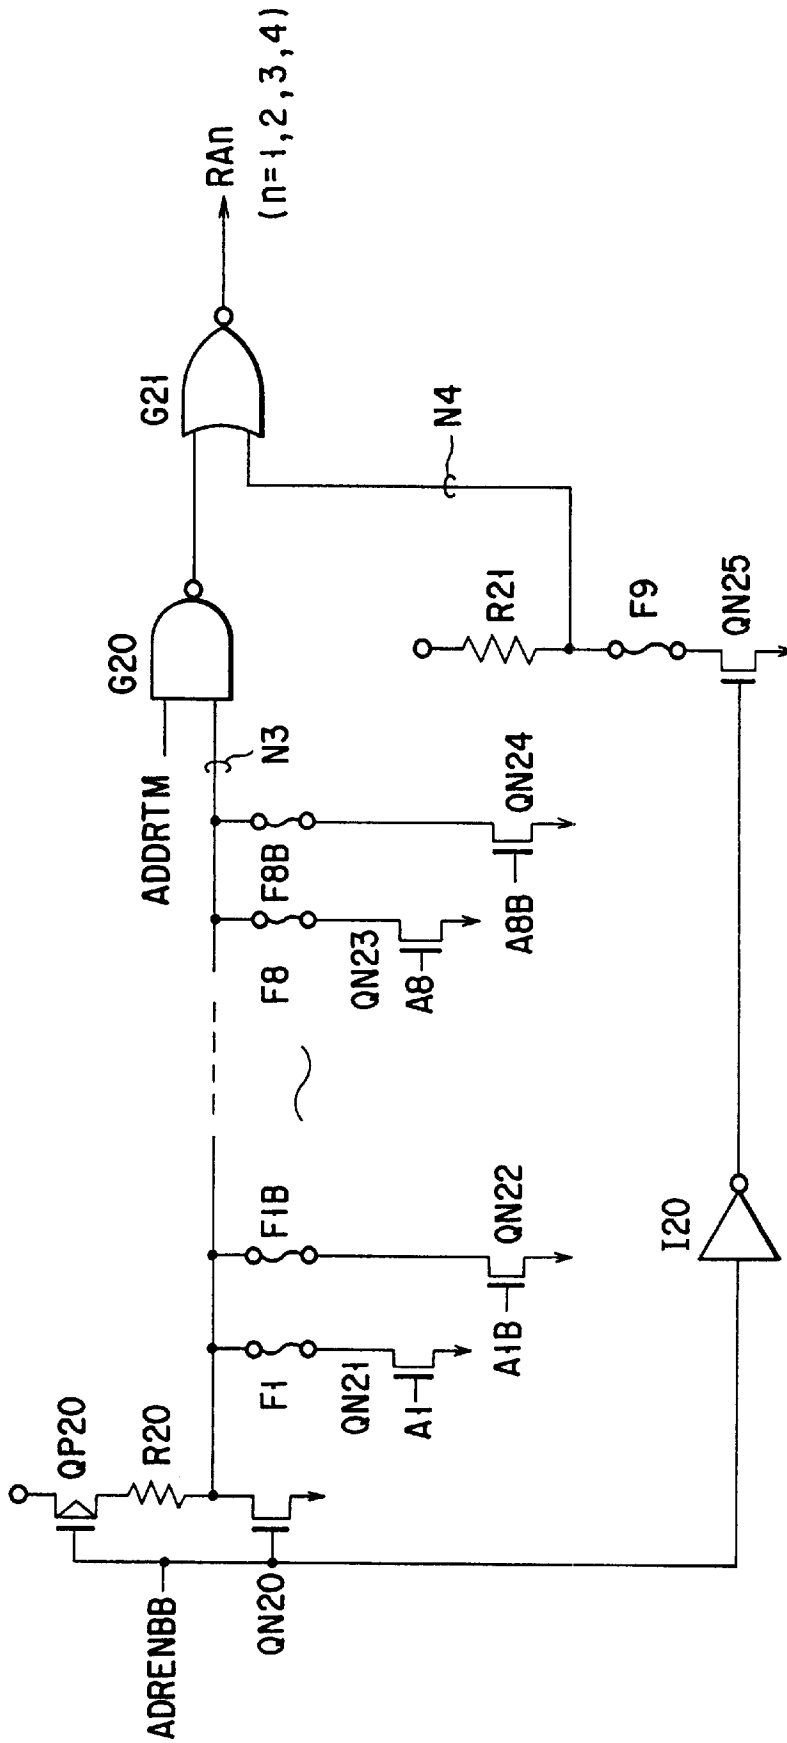 ADRENBB
QP20
R20
QN20
F1
QN21
A1
F1B
QN22
A1B
F8
QN23
A8
F8B
QN24
A8B
ADDRTM
N3
G20
G21
RAn
(n=1,2,3,4)
N4
R21
F9
QN25
I20